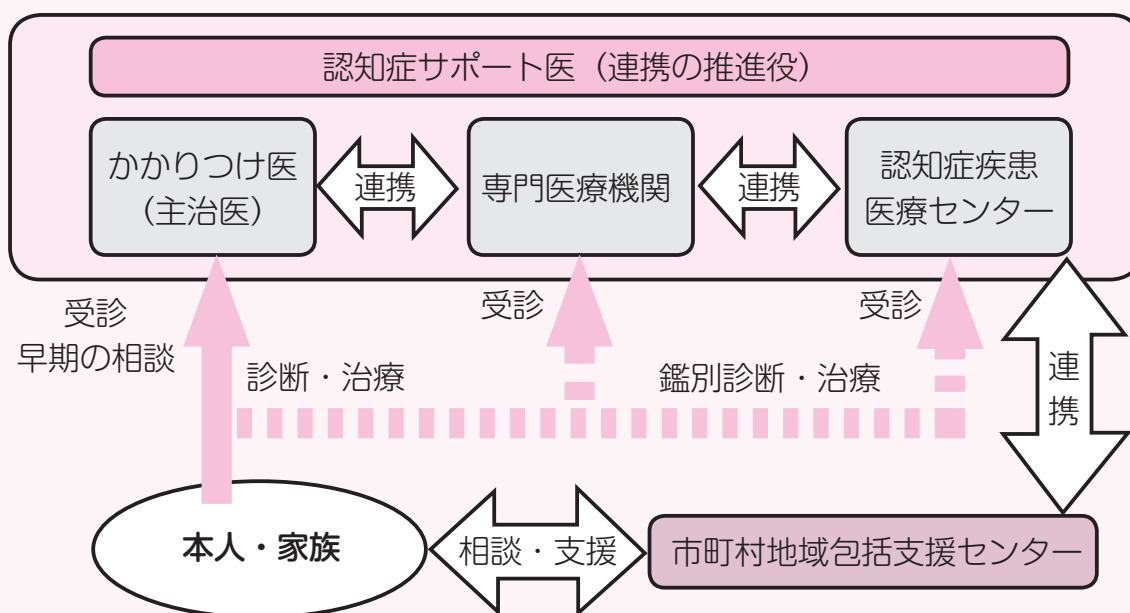 認知症サポート医（連携の推進役）
かかりつけ医
（主治医）
連携
専門医療機関
連携
認知症疾患
医療センター
受診
早期の相談
受診
受診
診断・治療
鑑別診断・治療
連
携
本人・家族
相談・支援
市町村地域包括支援センター